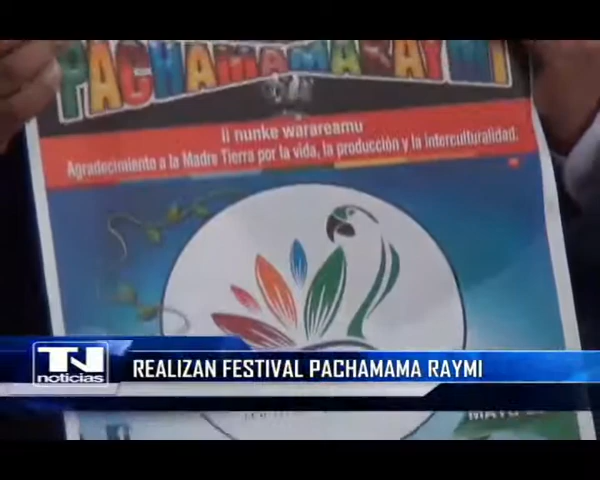 PACHAMAMA RAYMI
II nunke warareamu
Agradecimiento a la Madre Tierra por la vida, la producción y la interculturalidad.
TN
noticias
REALIZAN FESTIVAL PACHAMAMA RAYMI
MAYO